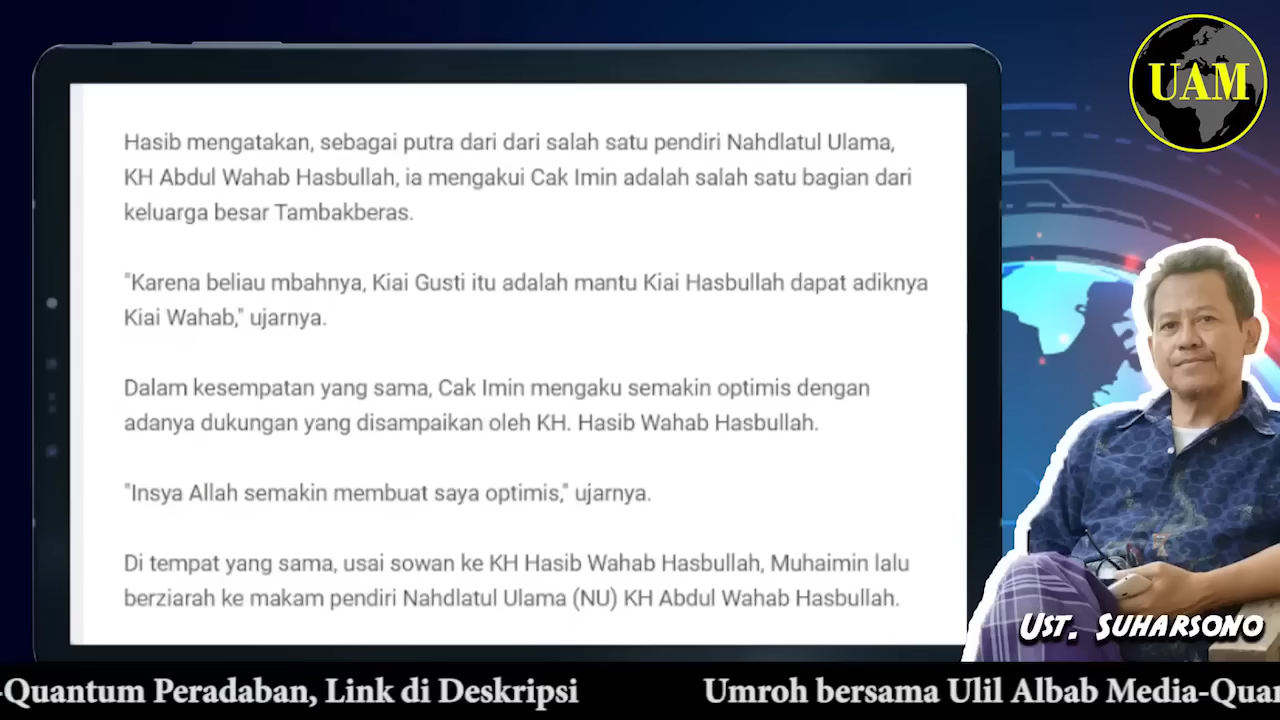 UAM
Hasib mengatakan, sebagai putra dari dari salah satu pendiri Nahdlatul Ulama,
KH Abdul Wahab Hasbullah, ia mengakui Cak Imin adalah salah satu bagian dari
keluarga besar Tambakberas.
"Karena beliau mbahnya, Kiai Gusti itu adalah mantu Kiai Hasbullah dapat adiknya
Kiai Wahab," ujarnya.
Dalam kesempatan yang sama, Cak Imin mengaku semakin optimis dengan
adanya dukungan yang disampaikan oleh KH. Hasib Wahab Hasbullah.
"Insya Allah semakin membuat saya optimis," ujarnya.
Di tempat yang sama, usai sowan ke KH Hasib Wahab Hasbullah, Muhaimin lalu
berziarah ke makam pendiri Nahdlatul Ulama (NU) KH Abdul Wahab Hasbullah.
UST. SUHARSONO
-Quantum Peradaban, Link di Deskripsi Umroh bersama Ulil Albab Media-Quan